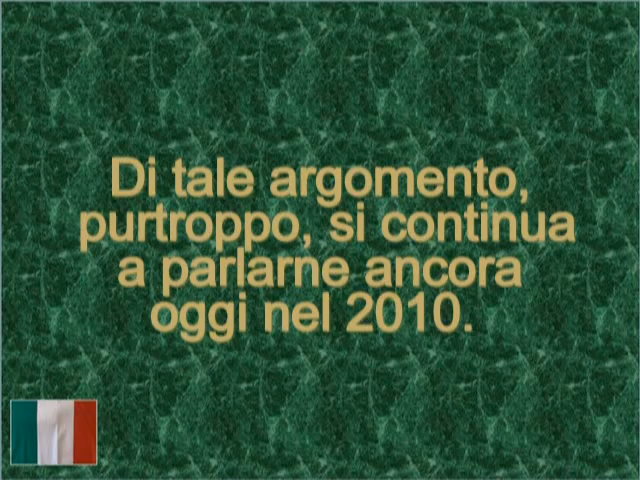 Di tale argomento,
purtroppo, si continua
a parlarne ancora
oggi nel 2010.